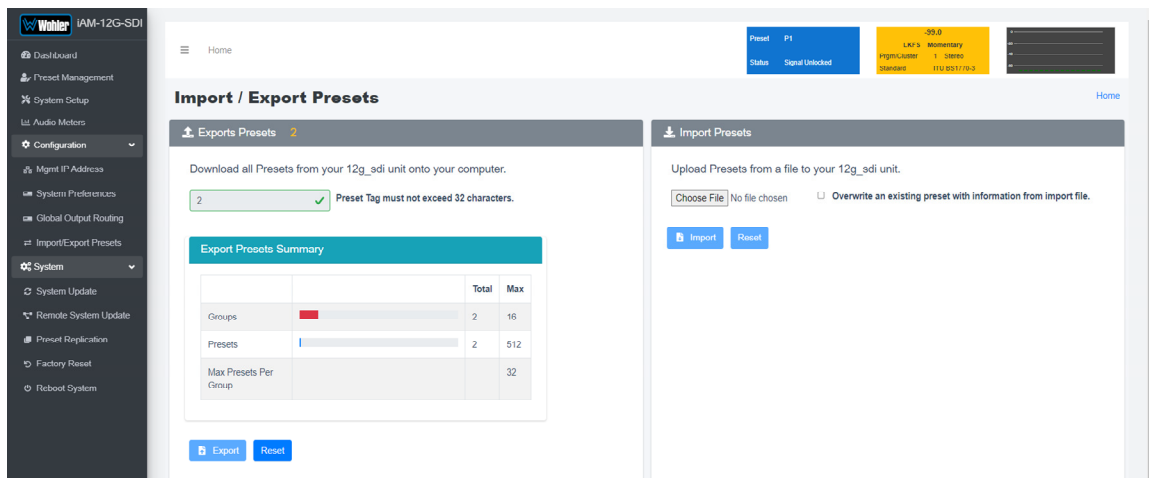 Wohler iAM-12G-SDI
Dashboard
Preset Management
System Setup
Audio Meters
Configuration
Mgmt IP Address
System Preferences
Global Output Routing
Import/Export Presets
System
System Update
Remote System Update
Preset Replication
Factory Reset
Reboot System
Home
Preset P1
Status Signal Unlocked
-99.0
LKFS Momentary
Prgm/Cluster 1 Stereo
Standard ITU BS1770-3
Import / Export Presets
Home
Exports Presets 2
Download all Presets from your 12g_sdi unit onto your computer.
2
Preset Tag must not exceed 32 characters.
Export Presets Summary
Total Max
Groups 2 16
Presets 2 512
Max Presets Per
Group
32
Export Reset
Import Presets
Upload Presets from a file to your 12g_sdi unit.
Choose File No file chosen
Overwrite an existing preset with information from import file.
Import Reset